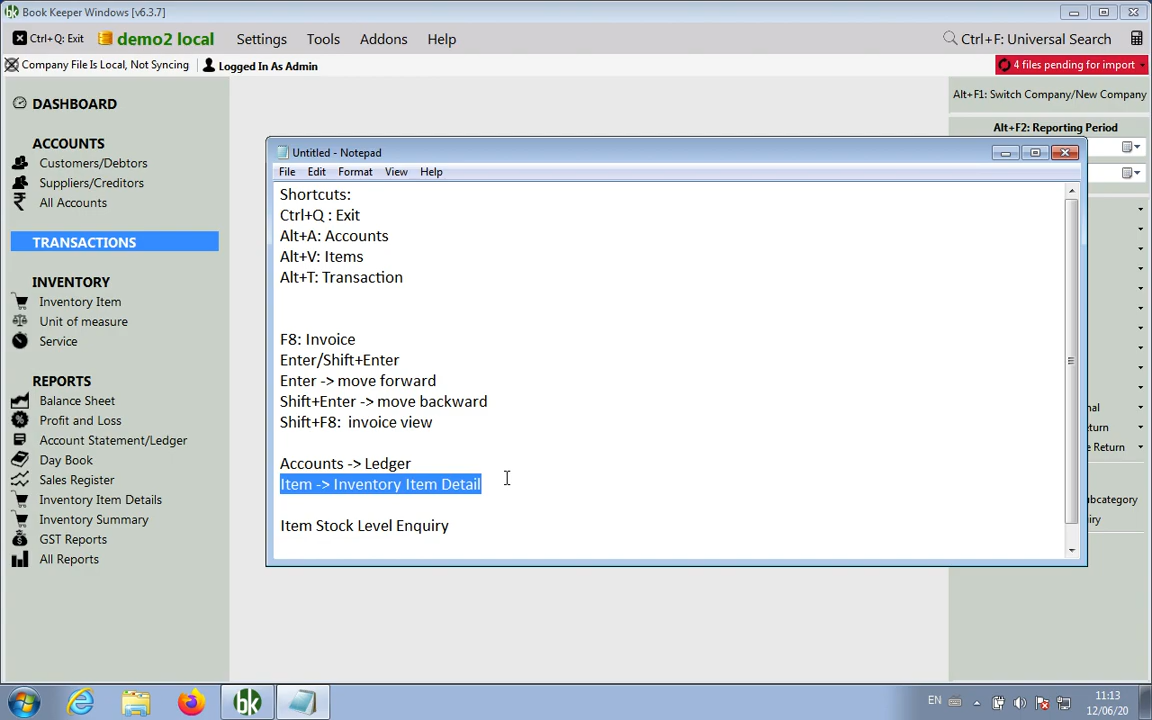 Book Keeper Windows [v6.3.7]
Ctrl+Q: Exit
demo2 local
Settings
Tools
Addons
Help
Ctrl+F: Universal Search
Company File Is Local, Not Syncing
Logged In As Admin
4 files pending for import
DASHBOARD
ACCOUNTS
Customers/Debtors
Suppliers/Creditors
All Accounts
TRANSACTIONS
INVENTORY
Inventory Item
Unit of measure
Service
REPORTS
Balance Sheet
Profit and Loss
Account Statement/Ledger
Day Book
Sales Register
Inventory Item Details
Inventory Summary
GST Reports
All Reports
Untitled - Notepad
File
Edit
Format
View
Help
Shortcuts:
Ctrl+Q : Exit
Alt+A: Accounts
Alt+V: Items
Alt+T: Transaction
F8: Invoice
Enter/Shift+Enter
Enter -> move forward
Shift+Enter -> move backward
Shift+F8:  invoice view
Accounts -> Ledger
Item -> Inventory Item Detail
Item Stock Level Enquiry
Alt+F1: Switch Company/New Company
Alt+F2: Reporting Period
nal
turn
e Return
ubcategory
iry
bk
EN
11:13
12/06/20